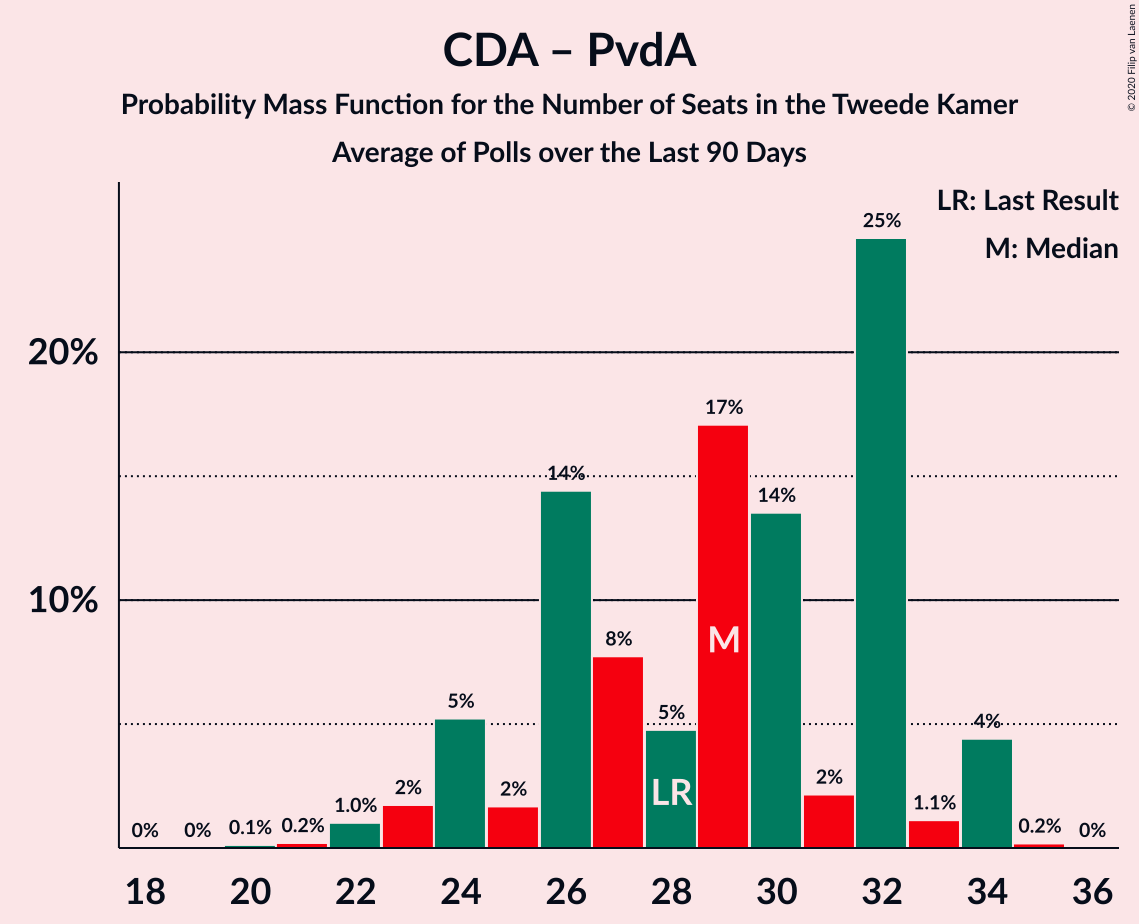 CDA – PvdA
Probability Mass Function for the Number of Seats in the Tweede Kamer
Average of Polls over the Last 90 Days
© 2020 Filip van Laenen
LR: Last Result
M: Median
20%
10%
0%
0%
0.1%
0.2%
1.0%
2%
5%
2%
14%
8%
5%
17%
14%
2%
25%
1.1%
4%
0.2%
0%
LR
M
18 20 22 24 26 28 30 32 34 36